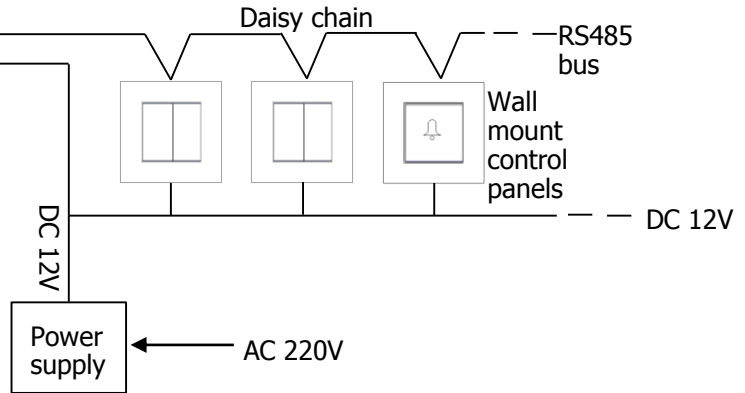 Daisy chain
RS485
bus
Wall
mount
control
panels
DC 12V
DC 12V
Power
supply
AC 220V